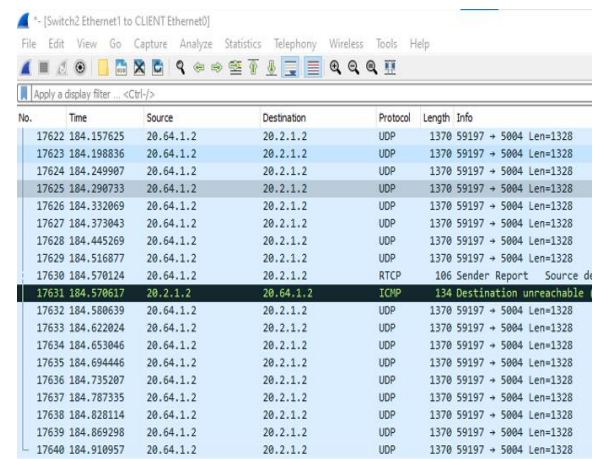 *- [Switch2 Ethernet1 to CLIENT Ethernet0]
File Edit View Go Capture Analyze Statistics Telephony Wireless Tools Help
Apply a display filter ... <Ctrl-/>
No. Time Source Destination Protocol Length Info
17622 184.157625 20.64.1.2 20.2.1.2 UDP 1370 59197 → 5004 Len=1328
17623 184.198836 20.64.1.2 20.2.1.2 UDP 1370 59197 → 5004 Len=1328
17624 184.249907 20.64.1.2 20.2.1.2 UDP 1370 59197 → 5004 Len=1328
17625 184.290733 20.64.1.2 20.2.1.2 UDP 1370 59197 → 5004 Len=1328
17626 184.332069 20.64.1.2 20.2.1.2 UDP 1370 59197 → 5004 Len=1328
17627 184.373043 20.64.1.2 20.2.1.2 UDP 1370 59197 → 5004 Len=1328
17628 184.445269 20.64.1.2 20.2.1.2 UDP 1370 59197 → 5004 Len=1328
17629 184.516877 20.64.1.2 20.2.1.2 UDP 1370 59197 → 5004 Len=1328
17630 184.570124 20.64.1.2 20.2.1.2 RTCP 106 Sender Report Source de
17631 184.570617 20.2.1.2 20.64.1.2 ICMP 134 Destination unreachable (
17632 184.580639 20.64.1.2 20.2.1.2 UDP 1370 59197 → 5004 Len=1328
17633 184.622024 20.64.1.2 20.2.1.2 UDP 1370 59197 → 5004 Len=1328
17634 184.653046 20.64.1.2 20.2.1.2 UDP 1370 59197 → 5004 Len=1328
17635 184.694446 20.64.1.2 20.2.1.2 UDP 1370 59197 → 5004 Len=1328
17636 184.735207 20.64.1.2 20.2.1.2 UDP 1370 59197 → 5004 Len=1328
17637 184.787335 20.64.1.2 20.2.1.2 UDP 1370 59197 → 5004 Len=1328
17638 184.828114 20.64.1.2 20.2.1.2 UDP 1370 59197 → 5004 Len=1328
17639 184.869298 20.64.1.2 20.2.1.2 UDP 1370 59197 → 5004 Len=1328
17640 184.910957 20.64.1.2 20.2.1.2 UDP 1370 59197 → 5004 Len=1328